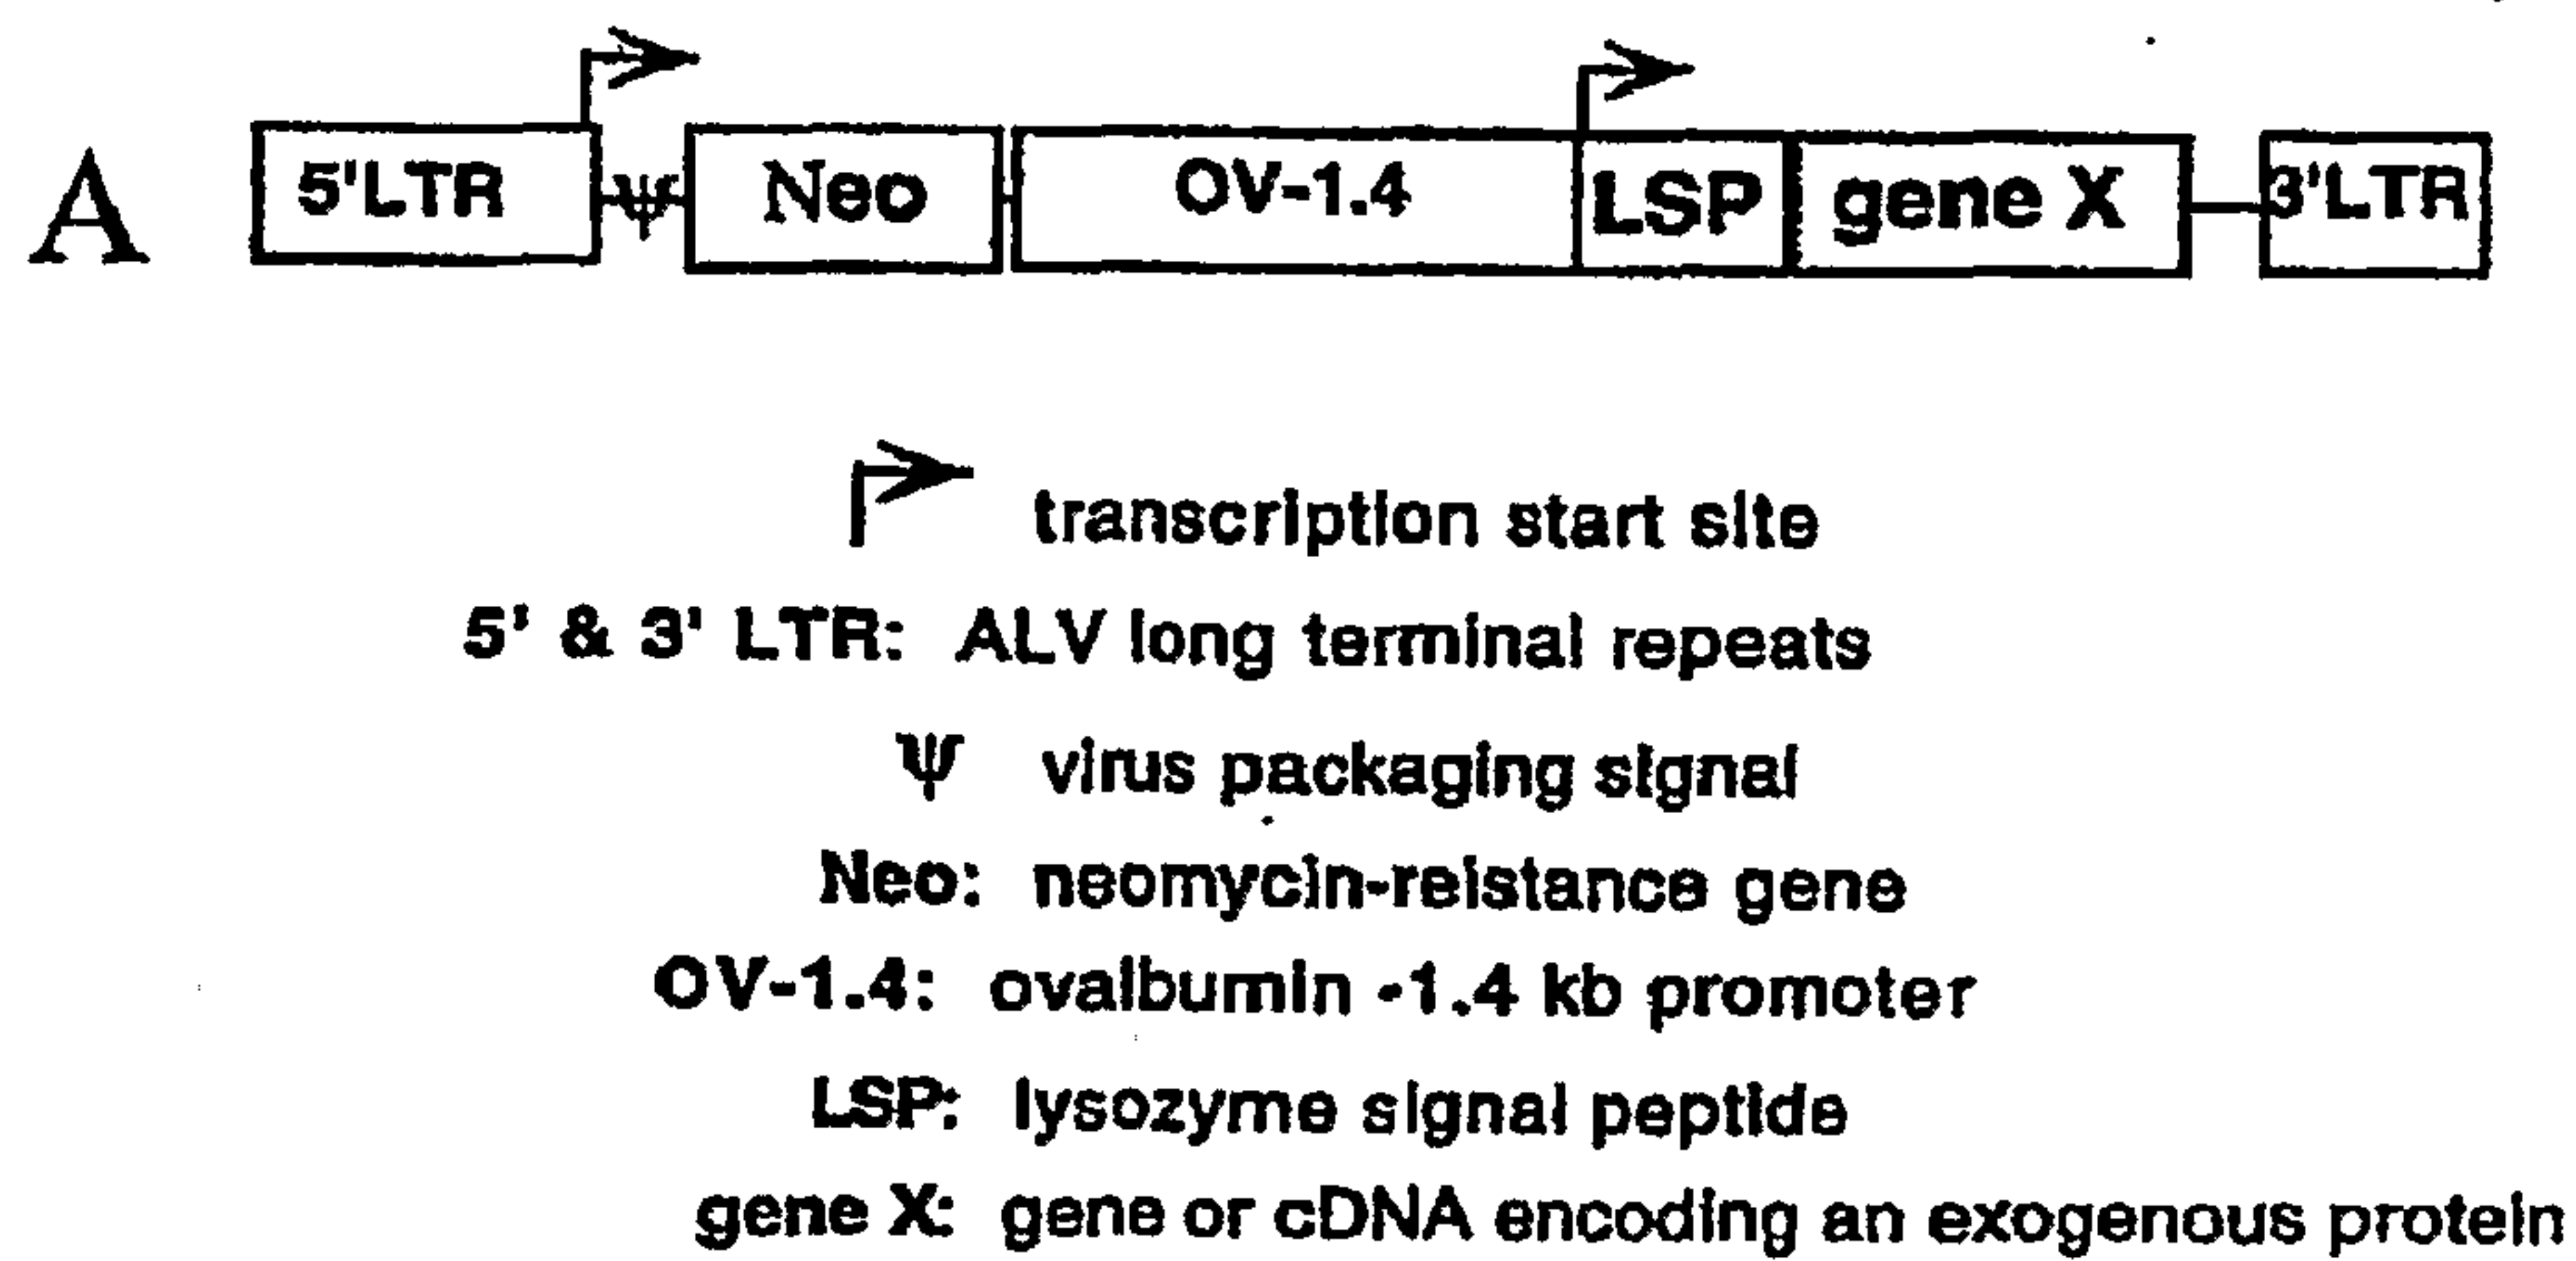 A 5'LTR ψ Neo OV-1.4 LSP gene X 3'LTR
transcription start site
5' & 3' LTR: ALV long terminal repeats
ψ virus packaging signal
Neo: neomycin-reistance gene
OV-1.4: ovalbumin -1.4 kb promoter
LSP: lysozyme signal peptide
gene X: gene or cDNA encoding an exogenous protein